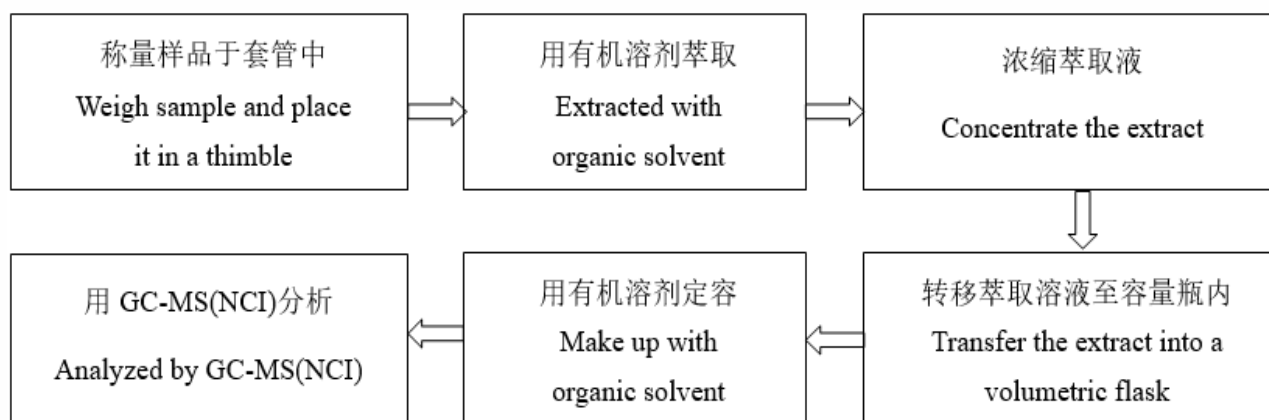 称量样品于套管中
Weigh sample and place
it in a thimble
用有机溶剂萃取
Extracted with
organic solvent
浓缩萃取液
Concentrate the extract
转移萃取溶液至容量瓶内
Transfer the extract into a
volumetric flask
用有机溶剂定容
Make up with
organic solvent
用 GC-MS(NCI)分析
Analyzed by GC-MS(NCI)